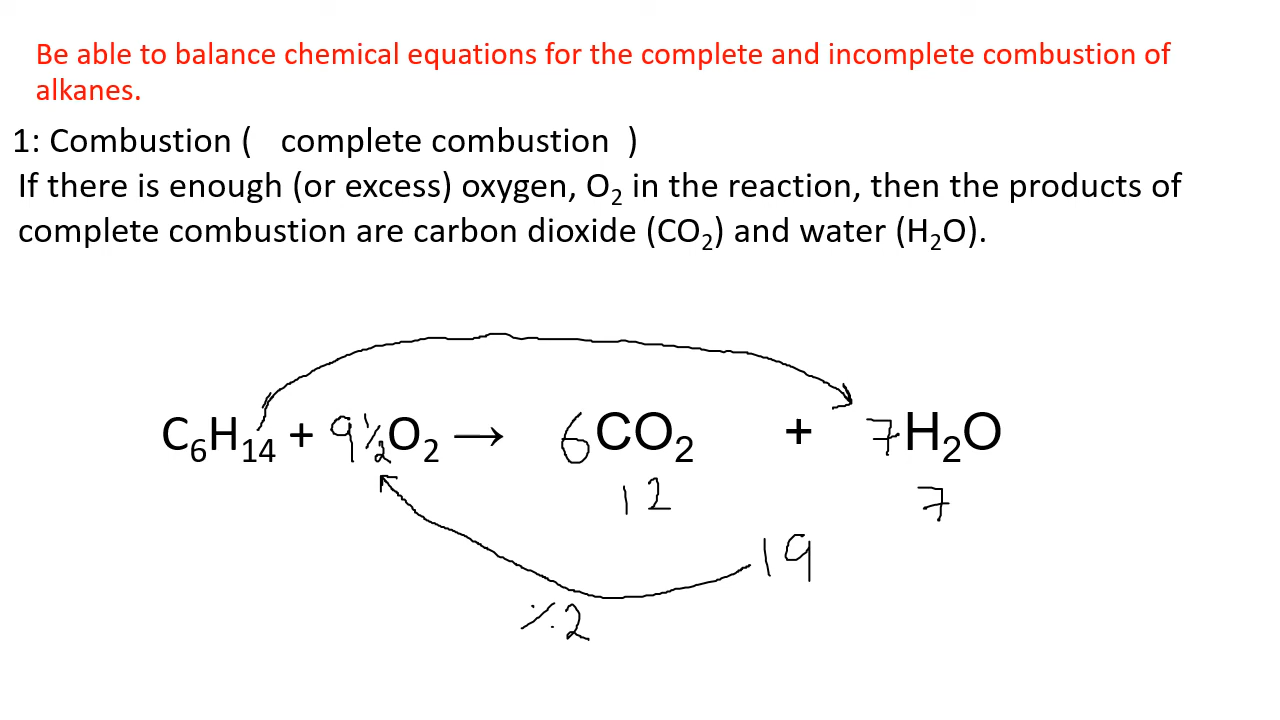 Be able to balance chemical equations for the complete and incomplete combustion of
alkanes.
1: Combustion ( complete combustion )
If there is enough (or excess) oxygen, O₂ in the reaction, then the products of
complete combustion are carbon dioxide (CO₂) and water (H₂O).
C₆H₁₄ + 9½O₂ → 6CO₂ + 7H₂O
12 7
19
÷2